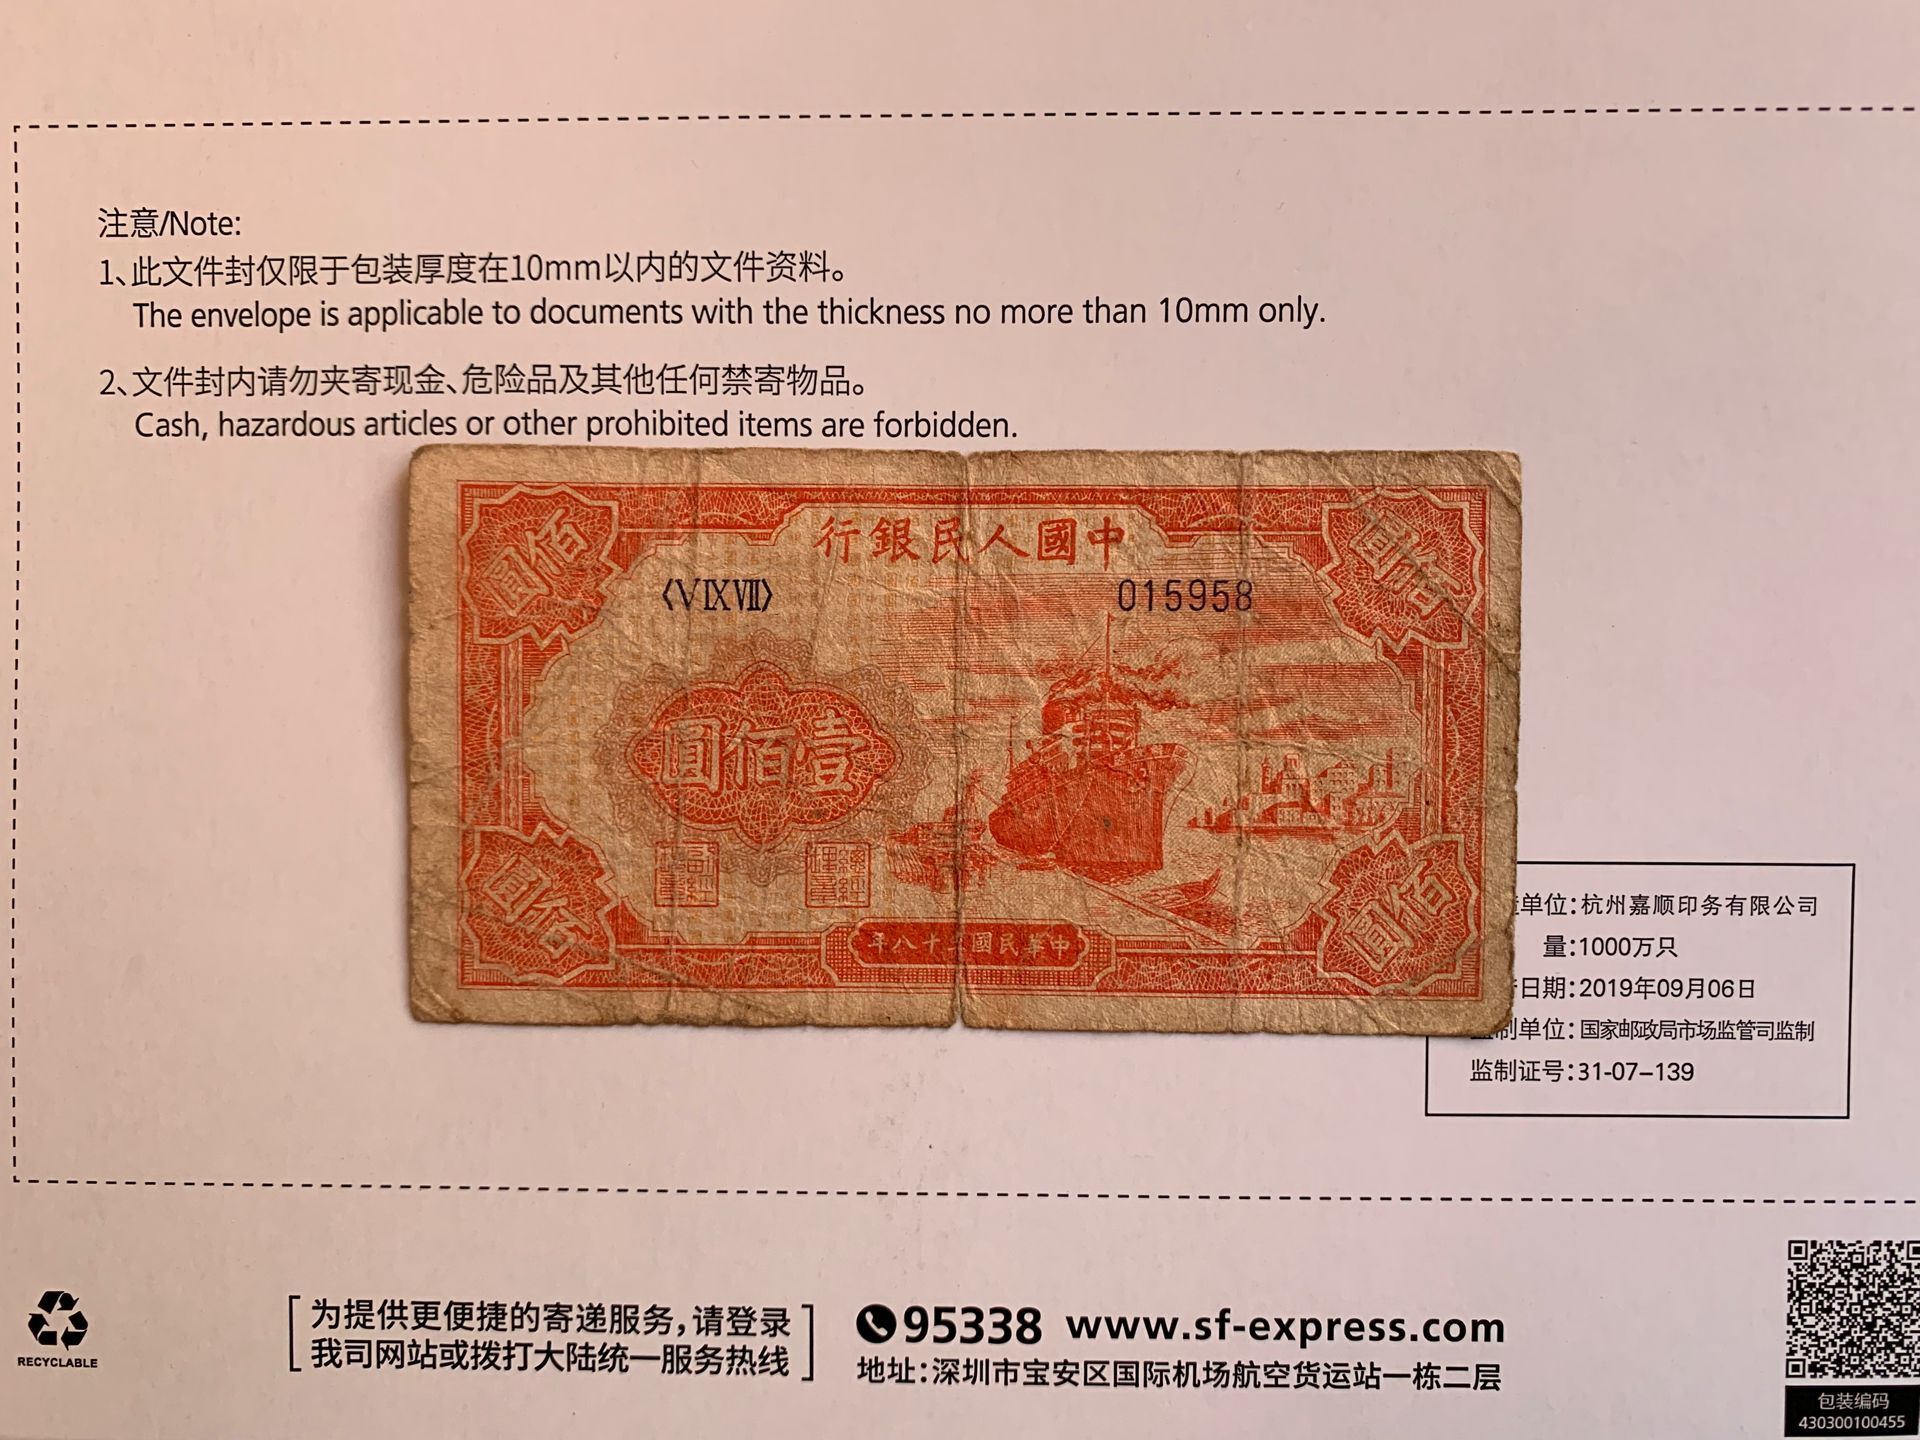 注意/Note:
1、此文件封仅限于包装厚度在10mm以内的文件资料。
The envelope is applicable to documents with the thickness no more than 10mm only.
2、文件封内请勿夹寄现金、危险品及其他任何禁寄物品。
Cash, hazardous articles or other prohibited items are forbidden.
行銀民人國中
圓佰
圓佰
〈V IX VII〉
015958
圓佰壹
圓佰
圓佰
年八十三國民華中
单位：杭州嘉顺印务有限公司
量：1000万只
日期：2019年09月06日
监制单位：国家邮政局市场监管司监制
监制证号：31-07-139
RECYCLABLE
为提供更便捷的寄递服务，请登录
我司网站或拨打大陆统一服务热线
95338 www.sf-express.com
地址：深圳市宝安区国际机场航空货运站一栋二层
包装编码
430300100455